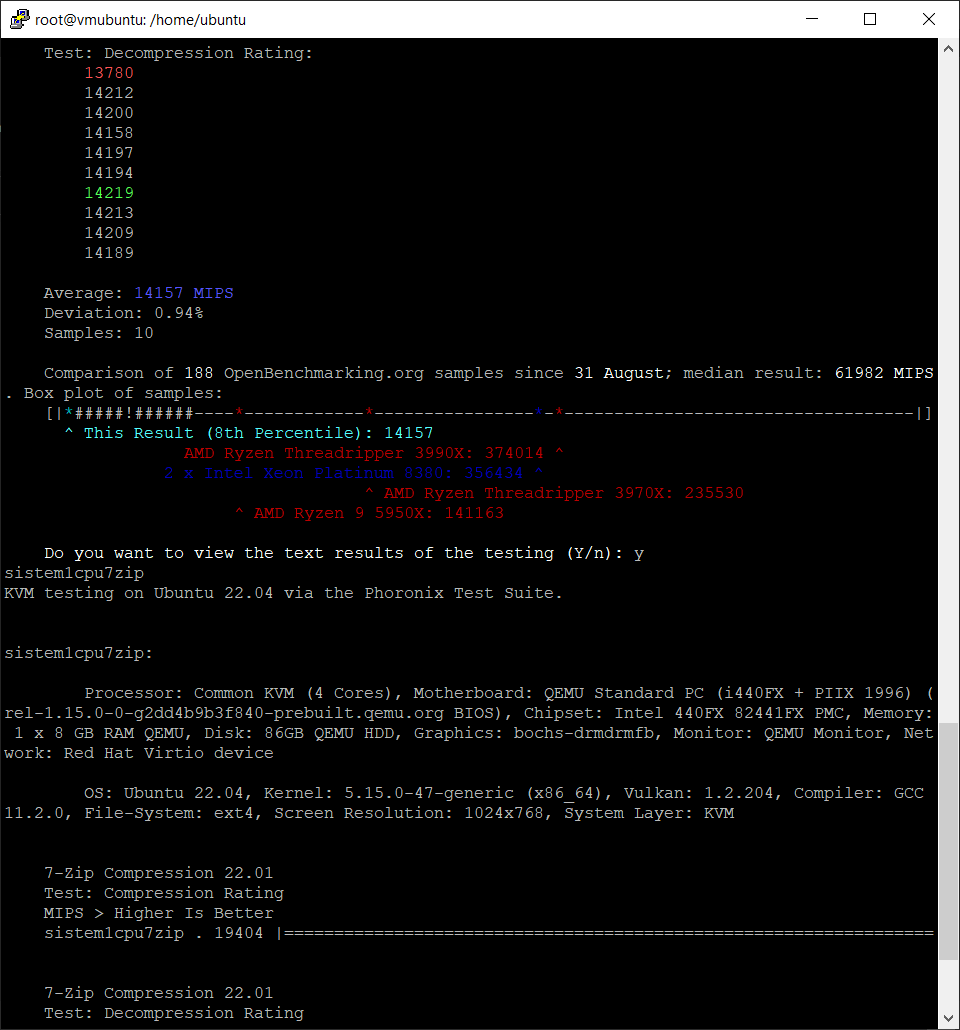 root@vmubuntu: /home/ubuntu
Test: Decompression Rating:
13780
14212
14200
14158
14197
14194
14219
14213
14209
14189
Average: 14157 MIPS
Deviation: 0.94%
Samples: 10
Comparison of 188 OpenBenchmarking.org samples since 31 August; median result: 61982 MIPS
. Box plot of samples:
[|*#####!######----*------------*----------------*-*-----------------------------------|]
^ This Result (8th Percentile): 14157
AMD Ryzen Threadripper 3990X: 374014 ^
2 x Intel Xeon Platinum 8380: 356434 ^
^ AMD Ryzen Threadripper 3970X: 235530
^ AMD Ryzen 9 5950X: 141163
Do you want to view the text results of the testing (Y/n): y
sistem1cpu7zip
KVM testing on Ubuntu 22.04 via the Phoronix Test Suite.
sistem1cpu7zip:
Processor: Common KVM (4 Cores), Motherboard: QEMU Standard PC (i440FX + PIIX 1996) (
rel-1.15.0-0-g2dd4b9b3f840-prebuilt.qemu.org BIOS), Chipset: Intel 440FX 82441FX PMC, Memory:
1 x 8 GB RAM QEMU, Disk: 86GB QEMU HDD, Graphics: bochs-drmdrmfb, Monitor: QEMU Monitor, Net
work: Red Hat Virtio device
OS: Ubuntu 22.04, Kernel: 5.15.0-47-generic (x86_64), Vulkan: 1.2.204, Compiler: GCC
11.2.0, File-System: ext4, Screen Resolution: 1024x768, System Layer: KVM
7-Zip Compression 22.01
Test: Compression Rating
MIPS > Higher Is Better
sistem1cpu7zip . 19404 |=================================================================
7-Zip Compression 22.01
Test: Decompression Rating